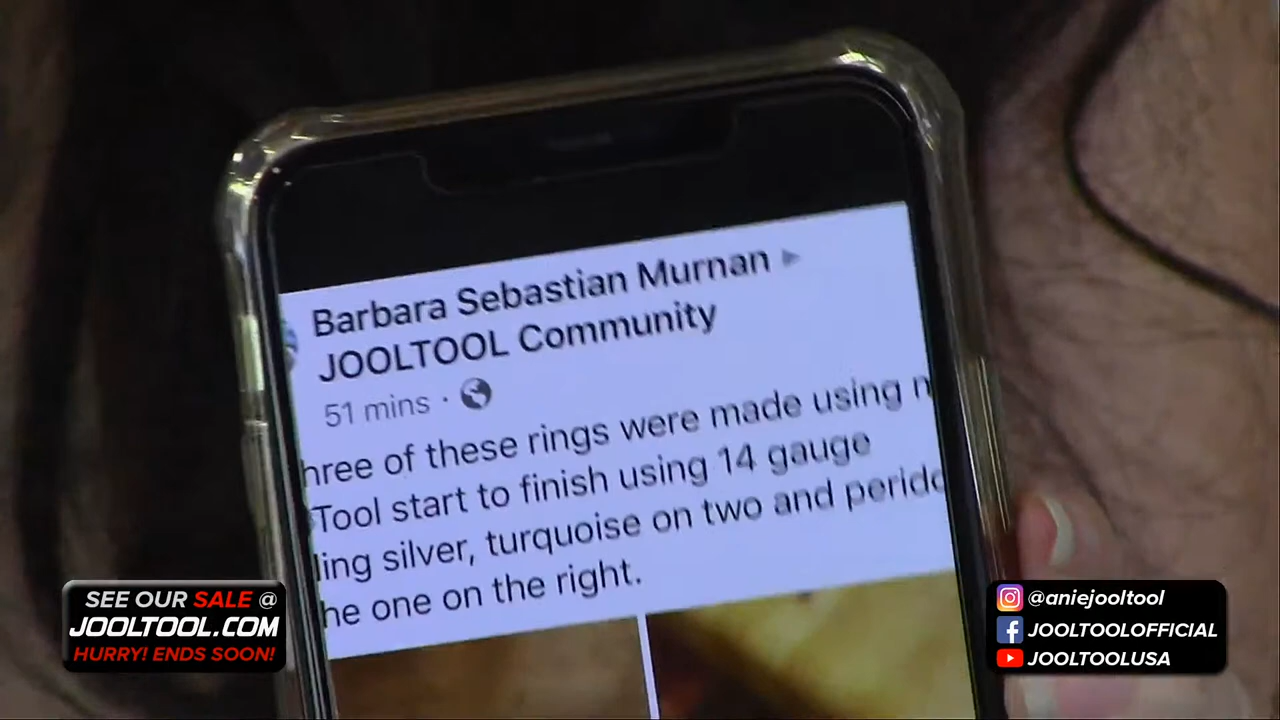 Barbara Sebastian Murnan
JOOLTOOL Community
51 mins ·
hree of these rings were made using
Tool start to finish using 14 gauge
ling silver, turquoise on two and perido
he one on the right.
SEE OUR SALE @
JOOLTOOL.COM
HURRY! ENDS SOON!
@aniejooltool
JOOLTOOLOFFICIAL
JOOLTOOLUSA